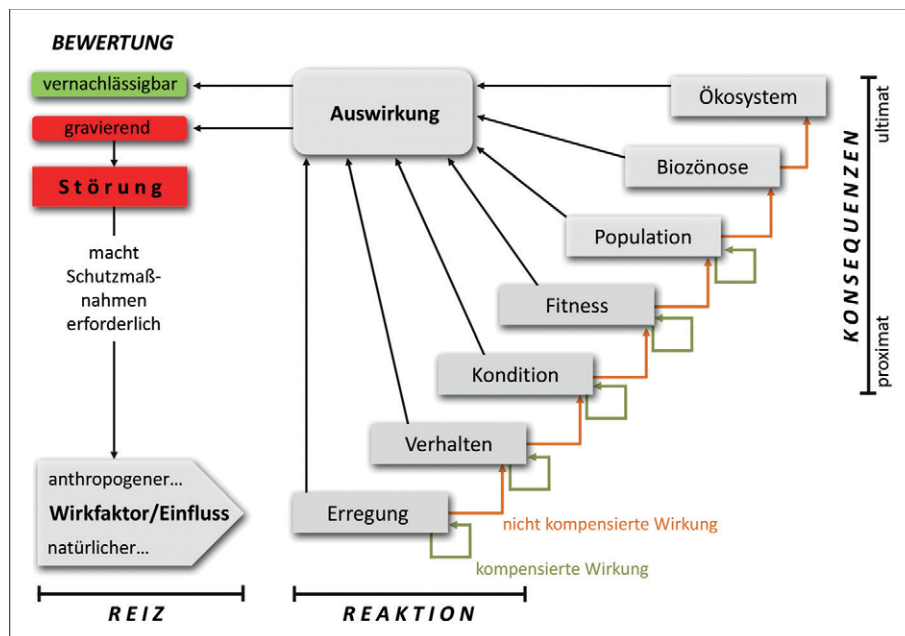 BEWERTUNG
vernachlässigbar
gravierend
Störung
macht
Schutzmaß-
nahmen
erforderlich
anthropogener...
Wirkfaktor/Einfluss
natürlicher...
REIZ
Auswirkung
Ökosystem
Biozönose
Population
Fitness
Kondition
Verhalten
Erregung
nicht kompensierte Wirkung
kompensierte Wirkung
REAKTION
KONSEQUENZEN
ultimat
proximat